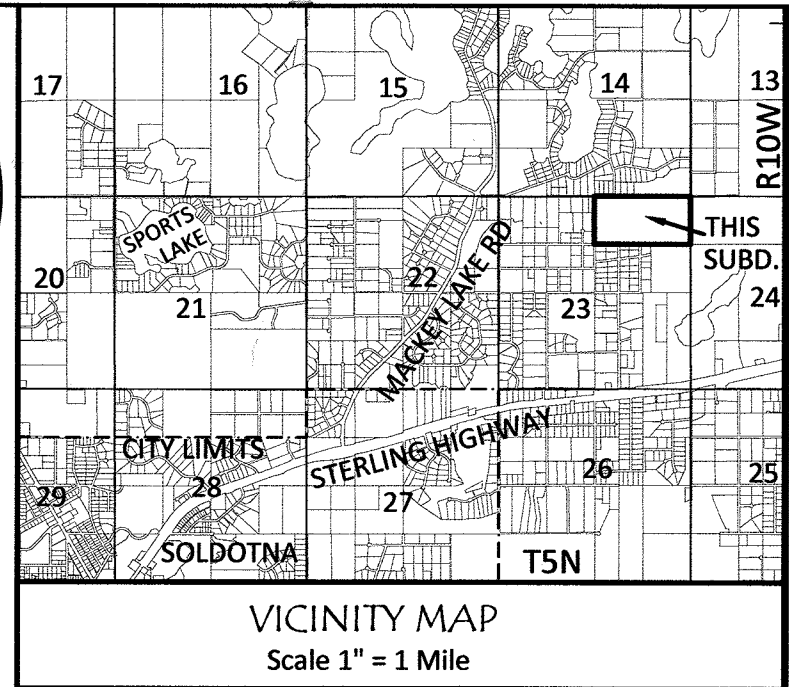 17
16
15
14
13
R10W
SPORTS
LAKE
THIS
SUBD.
20
21
22
MACKEY LAKE RD
23
24
CITY LIMITS
STERLING HIGHWAY
29
28
27
26
25
SOLDOTNA
T5N
VICINITY MAP
Scale 1" = 1 Mile